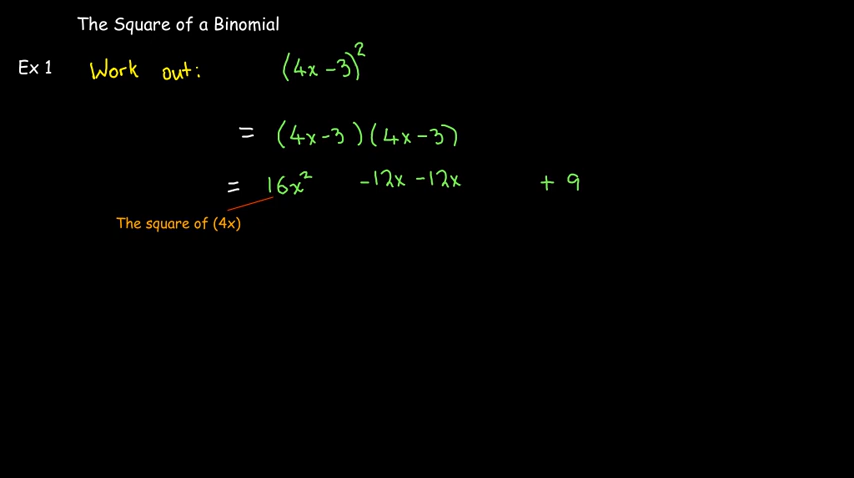 The Square of a Binomial
Ex 1 Work out: (4x - 3)²
= (4x - 3) (4x - 3)
= 16x² - 12x - 12x + 9
The square of (4x)